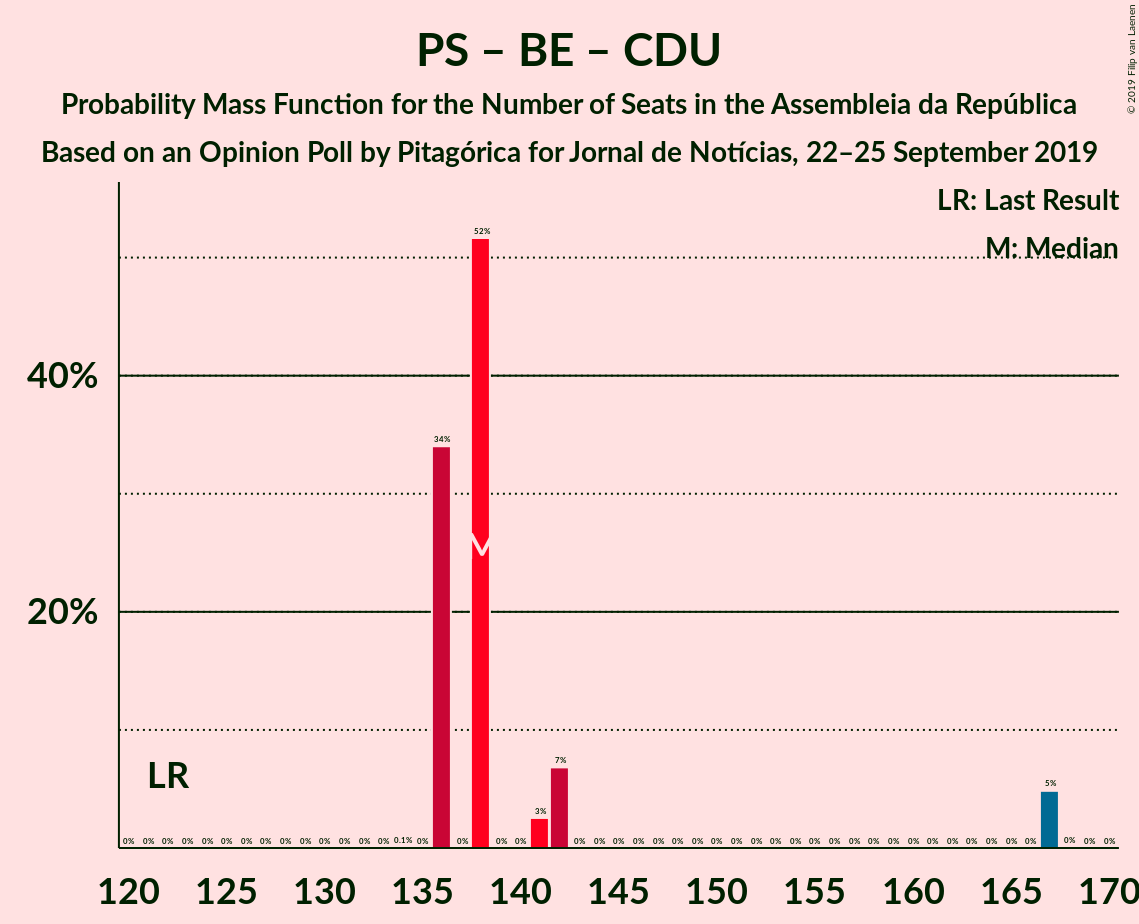 PS – BE – CDU
Probability Mass Function for the Number of Seats in the Assembleia da República
Based on an Opinion Poll by Pitagórica for Jornal de Notícias, 22–25 September 2019
© 2019 Filip van Laenen
LR: Last Result
M: Median
52%
40%
34%
M
20%
LR
7%
5%
3%
0% 0% 0% 0% 0% 0% 0% 0% 0% 0% 0% 0% 0% 0% 0.1% 0% 0% 0% 0% 0% 0% 0% 0% 0% 0% 0% 0% 0% 0% 0% 0% 0% 0% 0% 0% 0% 0% 0% 0% 0% 0% 0% 0% 0% 0% 0%
120 125 130 135 140 145 150 155 160 165 170